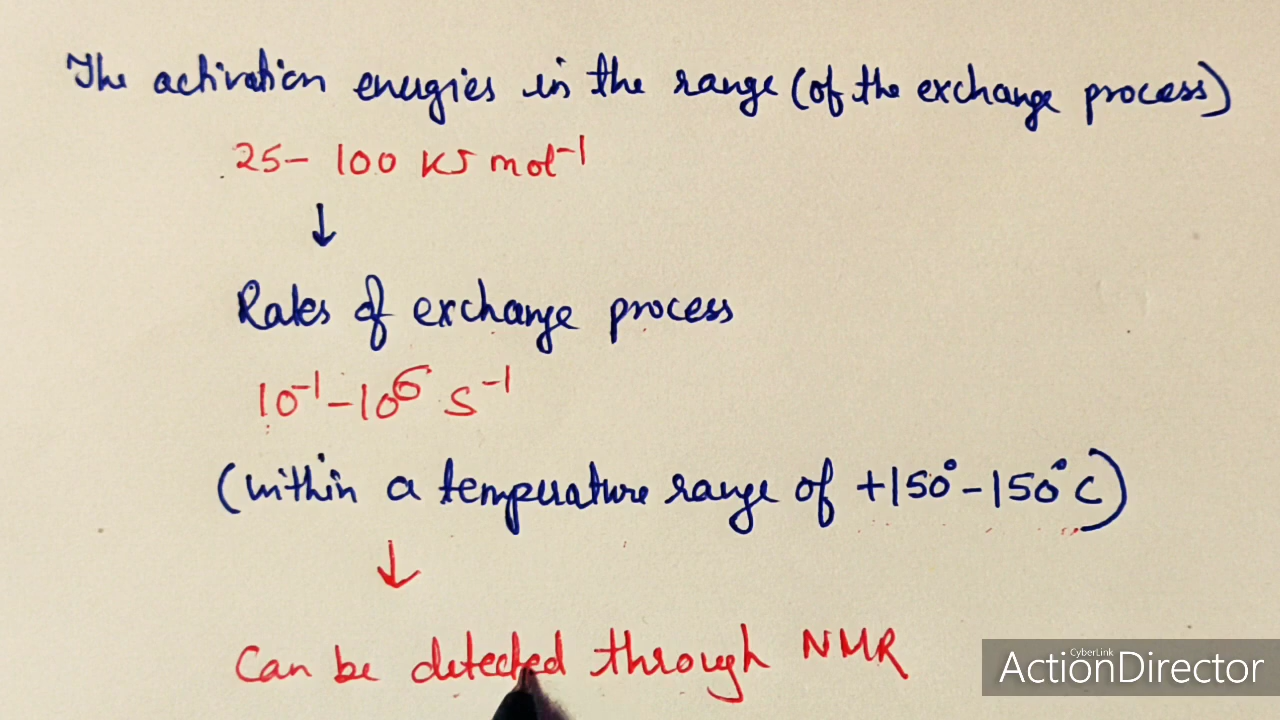 The activation energies in the range (of the exchange process)
25– 100 KJ mol⁻¹
↓
Rates of exchange process
10⁻¹–10⁶ S⁻¹
(within a temperature range of +150°–150°C)
↓
Can be detected through NMR
CyberLink
ActionDirector